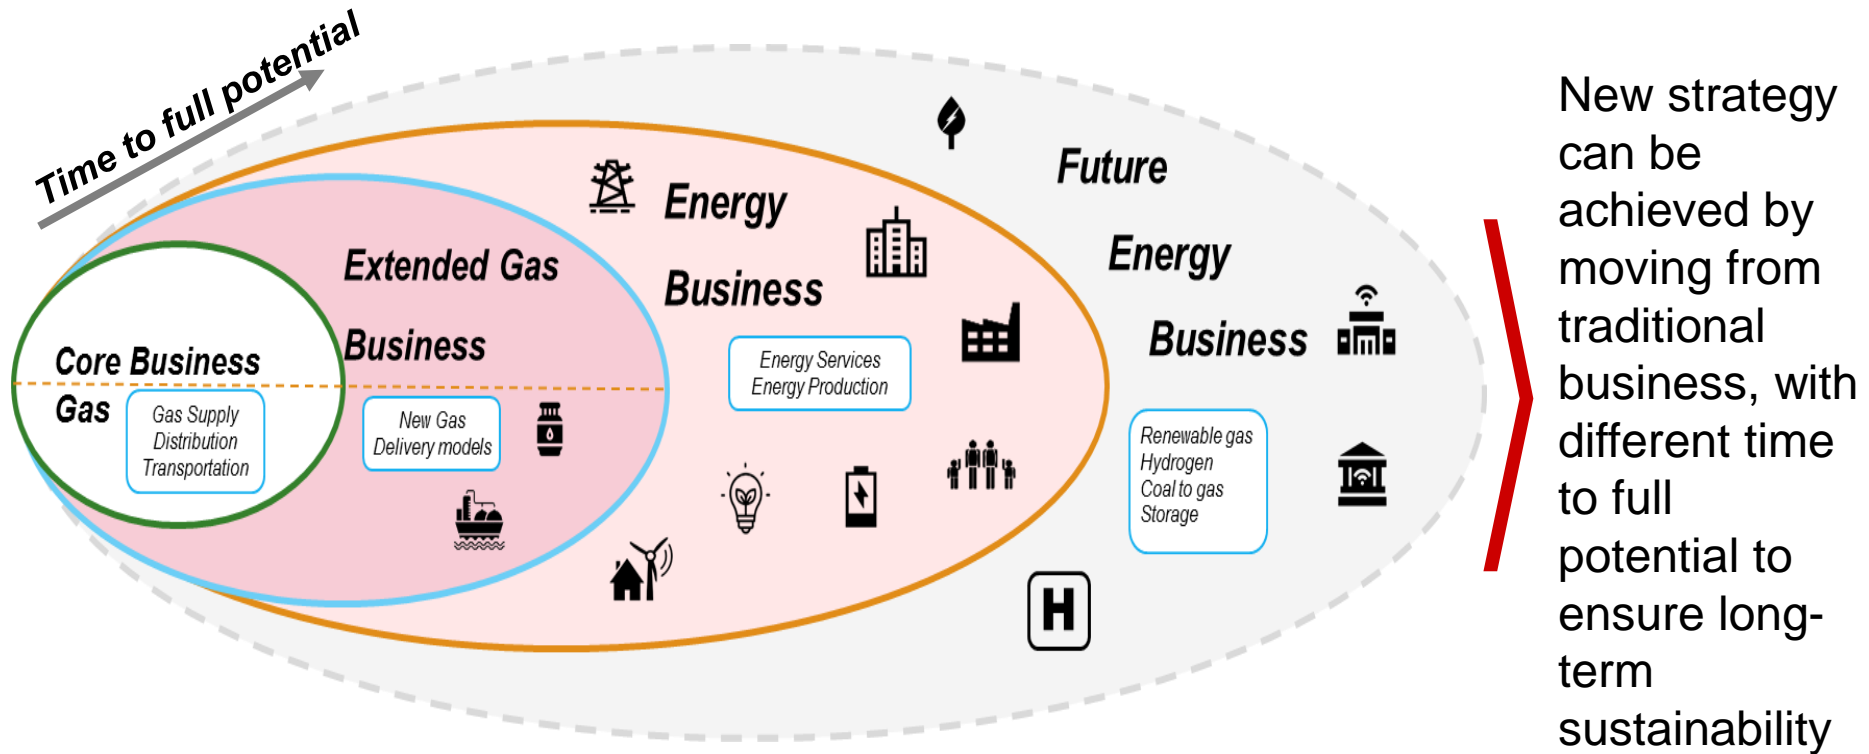 Time to full potential
Core Business
Gas
Gas Supply
Distribution
Transportation
Extended Gas
Business
New Gas
Delivery models
Energy
Business
Energy Services
Energy Production
Future
Energy
Business
Renewable gas
Hydrogen
Coal to gas
Storage
H
New strategy
can be
achieved by
moving from
traditional
business, with
different time
to full
potential to
ensure long-
term
sustainability